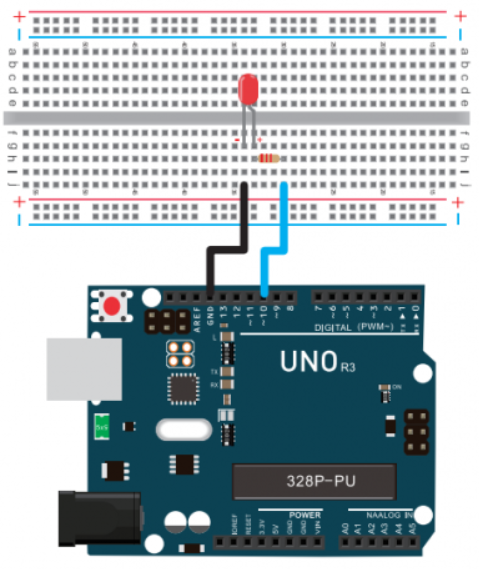 + +
a b c d e
a b c d e
f g h i j
f g h i j
- +
+ +
AREF GND 13 12 ~11 ~10 ~9 8 7 ~6 ~5 4 ~3 2 TX▶1 RX▶0
DIGITAL (PWM~)
L
TX
RX
UNO R3
ON
5v5
328P-PU
POWER
NAALOG IN
IOREF RESET 3.3V 5V GND GND VIN A0 A1 A2 A3 A4 A5